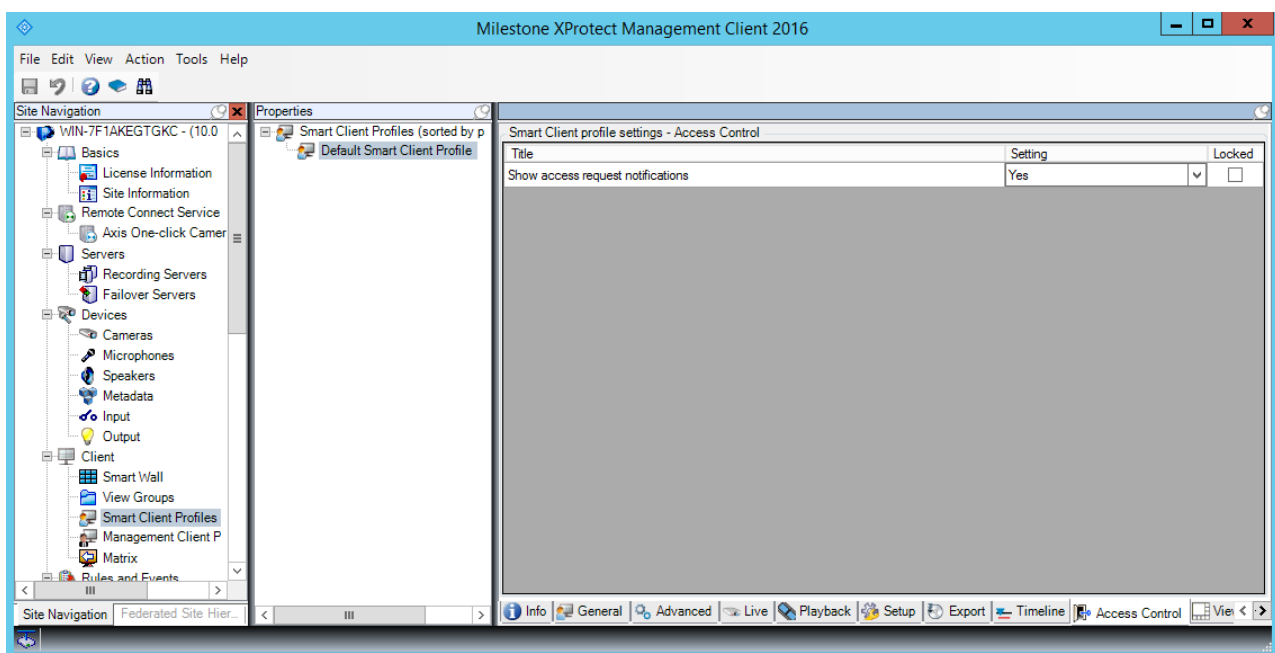 Milestone XProtect Management Client 2016
File Edit View Action Tools Help
Site Navigation
WIN-7F1AKEGTGKC - (10.0
Basics
License Information
Site Information
Remote Connect Service
Axis One-click Camer
Servers
Recording Servers
Failover Servers
Devices
Cameras
Microphones
Speakers
Metadata
Input
Output
Client
Smart Wall
View Groups
Smart Client Profiles
Management Client P
Matrix
Rules and Events
Site Navigation Federated Site Hier...
Properties
Smart Client Profiles (sorted by p
Default Smart Client Profile
Smart Client profile settings - Access Control
Title Setting Locked
Show access request notifications Yes
Info General Advanced Live Playback Setup Export Timeline Access Control Viev